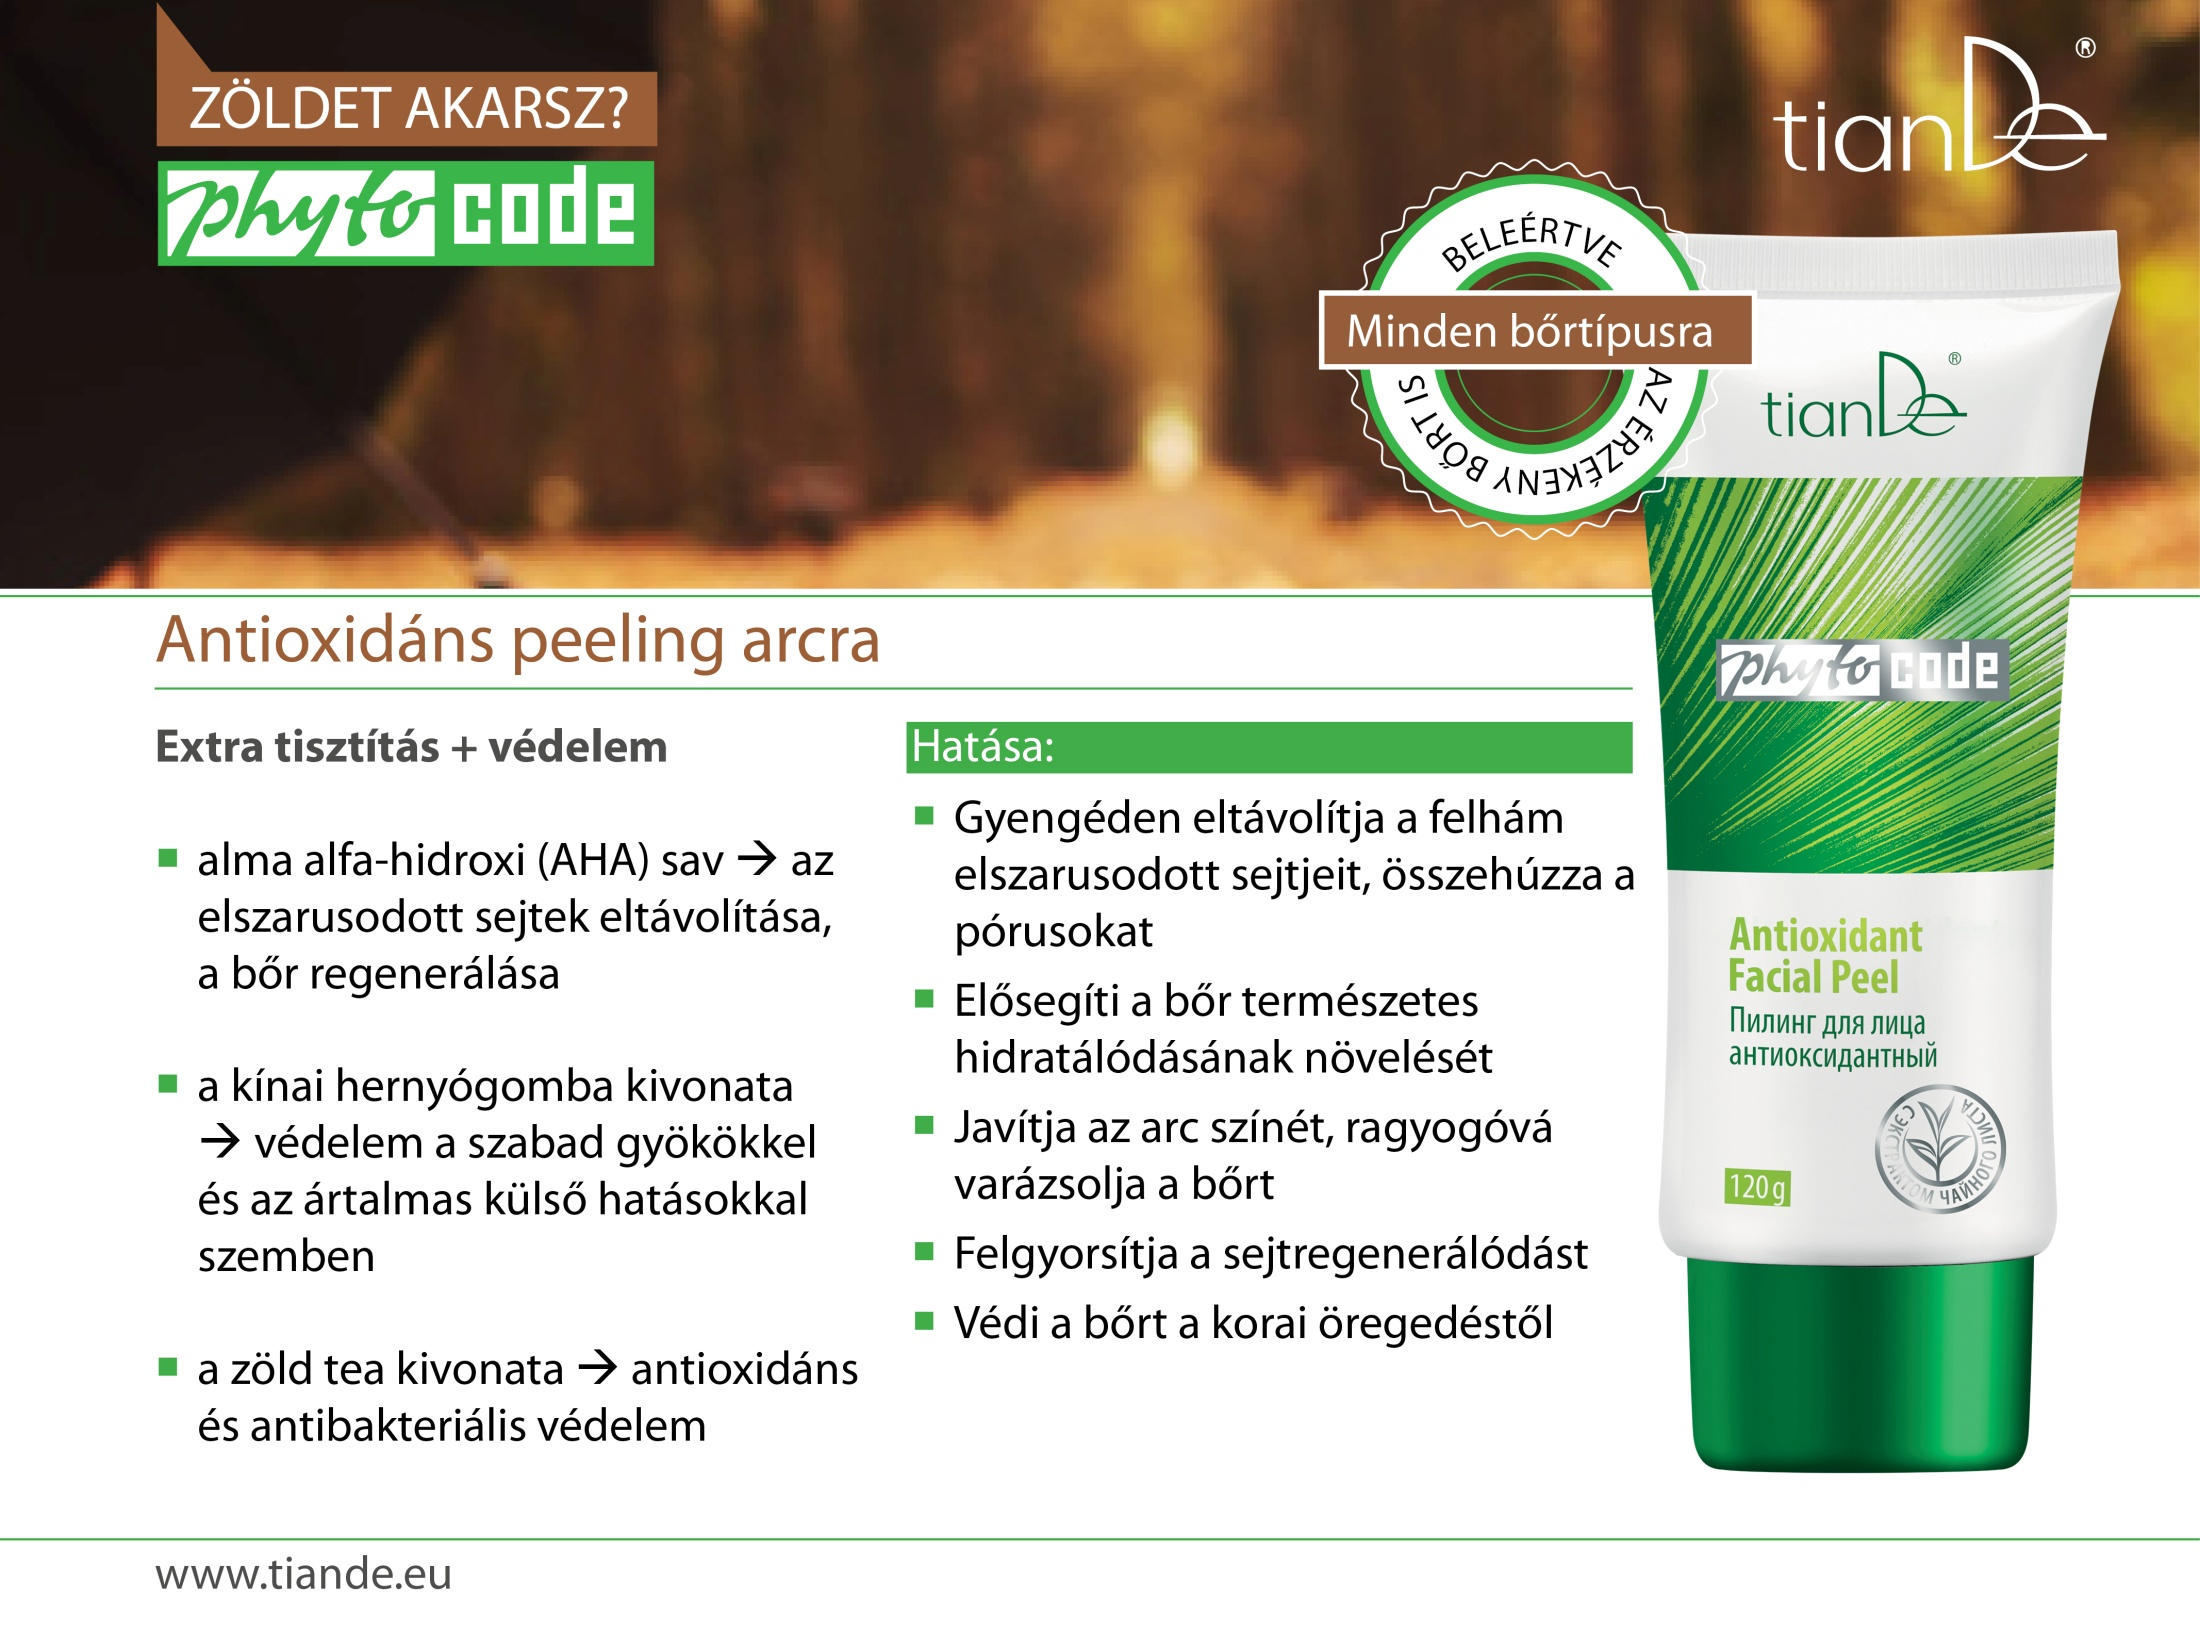 ZÖLDET AKARSZ?
phyto code
tianDe®
BELEÉRTVE
Minden bőrtípusra
AZ ÉRZÉKENY BŐRT IS
Antioxidáns peeling arcra
Extra tisztítás + védelem
■ alma alfa-hidroxi (AHA) sav → az
elszarusodott sejtek eltávolítása,
a bőr regenerálása
■ a kínai hernyógomba kivonata
→ védelem a szabad gyökökkel
és az ártalmas külső hatásokkal
szemben
■ a zöld tea kivonata → antioxidáns
és antibakteriális védelem
Hatása:
■ Gyengéden eltávolítja a felhám
elszarusodott sejtjeit, összehúzza a
pórusokat
■ Elősegíti a bőr természetes
hidratálódásának növelését
■ Javítja az arc színét, ragyogóvá
varázsolja a bőrt
■ Felgyorsítja a sejtregenerálódást
■ Védi a bőrt a korai öregedéstől
tianDe®
phyto code
Antioxidant
Facial Peel
Пилинг для лица
антиоксидантный
120 g
С ЭКСТРАКТОМ ЧАЙНОГО ЛИСТА
www.tiande.eu